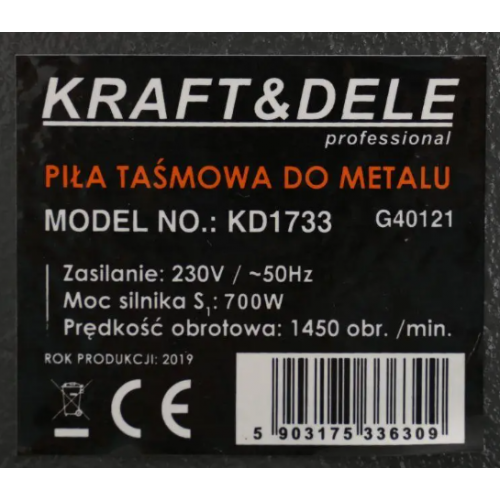 KRAFT&DELE
professional
PIŁA TAŚMOWA DO METALU
MODEL NO.: KD1733 G40121
Zasilanie: 230V / ~50Hz
Moc silnika S1: 700W
Prędkość obrotowa: 1450 obr. /min.
ROK PRODUKCJI: 2019
CE
5 903175 336309